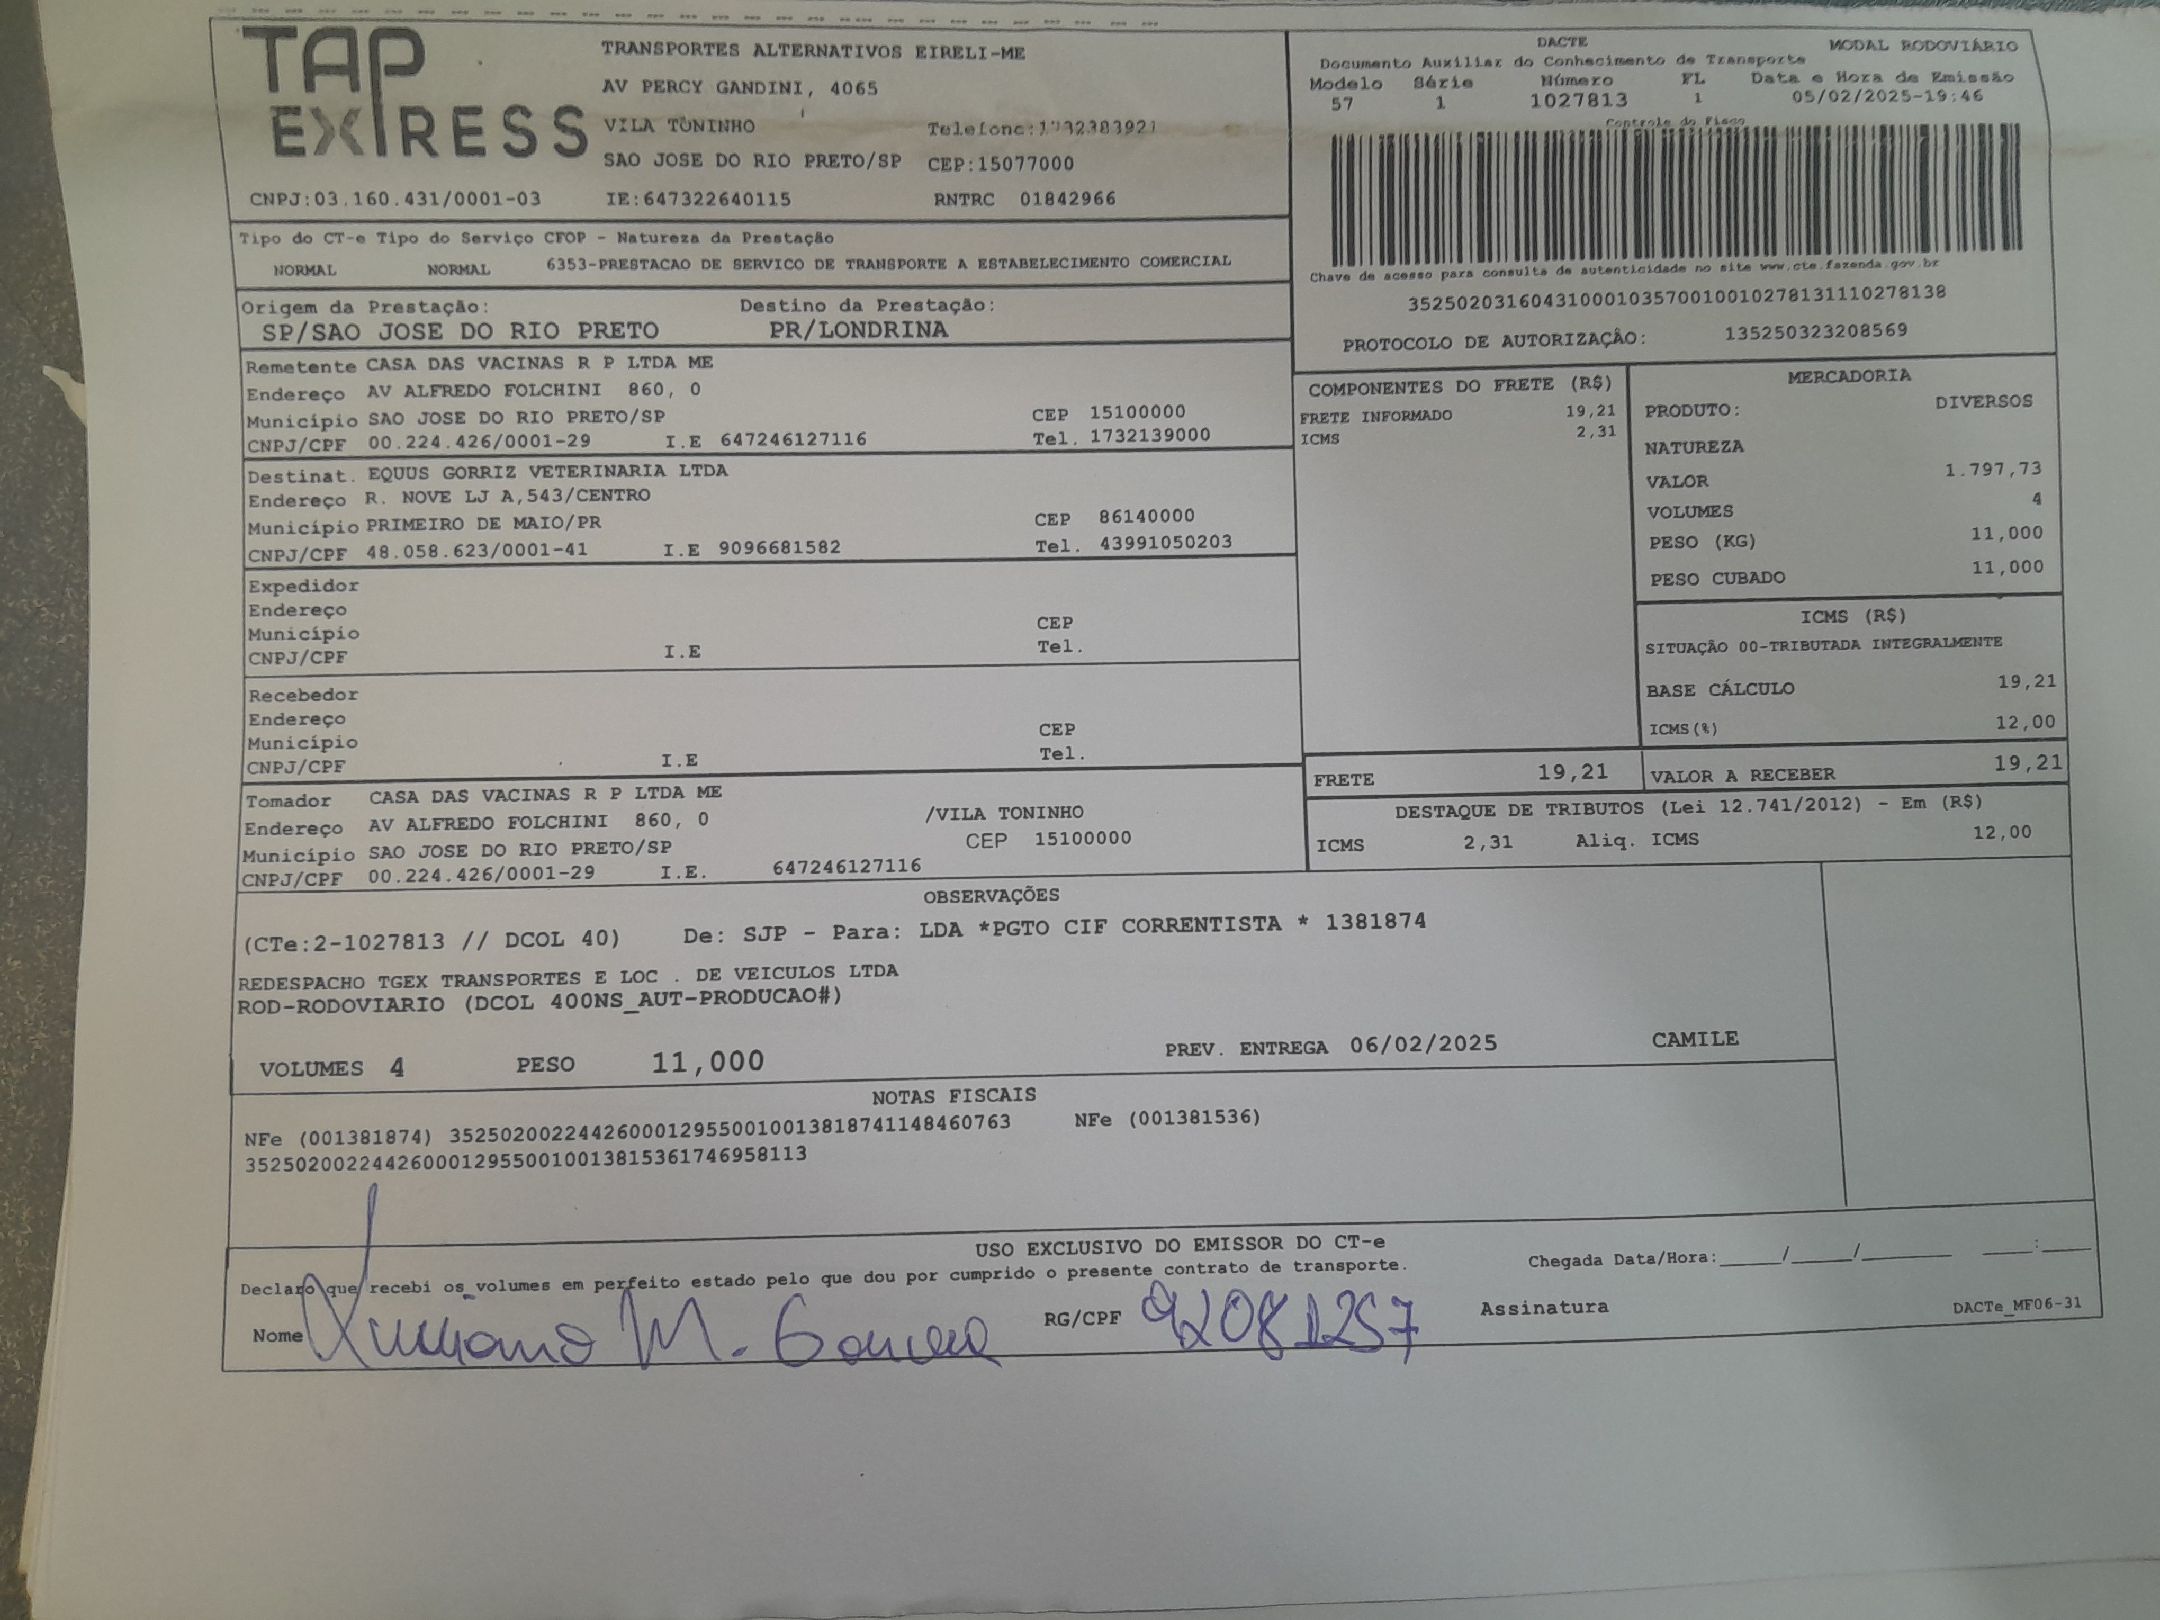 TAP EXPRESS
TRANSPORTES ALTERNATIVOS EIRELI-ME
AV PERCY GANDINI, 4065
VILA TONINHO Telefone:1732383921
SAO JOSE DO RIO PRETO/SP CEP:15077000
CNPJ:03.160.431/0001-03 IE:647322640115 RNTRC 01842966
DACTE MODAL RODOVIÁRIO
Documento Auxiliar do Conhecimento de Transporte
Modelo Série Número FL Data e Hora de Emissão
57 1 1027813 1 05/02/2025-19:46
Controle do Fisco
Chave de acesso para consulta de autenticidade no site www.cte.fazenda.gov.br
35250203160431000103570010010278131110278138
PROTOCOLO DE AUTORIZAÇÃO: 135250323208569
Tipo do CT-e Tipo do Serviço CFOP - Natureza da Prestação
NORMAL NORMAL 6353-PRESTACAO DE SERVICO DE TRANSPORTE A ESTABELECIMENTO COMERCIAL
Origem da Prestação: Destino da Prestação:
SP/SAO JOSE DO RIO PRETO PR/LONDRINA
Remetente CASA DAS VACINAS R P LTDA ME
Endereço AV ALFREDO FOLCHINI 860, 0
Município SAO JOSE DO RIO PRETO/SP CEP 15100000
CNPJ/CPF 00.224.426/0001-29 I.E 647246127116 Tel. 1732139000
Destinat. EQUUS GORRIZ VETERINARIA LTDA
Endereço R. NOVE LJ A,543/CENTRO
Município PRIMEIRO DE MAIO/PR CEP 86140000
CNPJ/CPF 48.058.623/0001-41 I.E 9096681582 Tel. 43991050203
Expedidor
Endereço
Município CEP
CNPJ/CPF I.E Tel.
Recebedor
Endereço
Município CEP
CNPJ/CPF I.E Tel.
Tomador CASA DAS VACINAS R P LTDA ME
Endereço AV ALFREDO FOLCHINI 860, 0 /VILA TONINHO
Município SAO JOSE DO RIO PRETO/SP CEP 15100000
CNPJ/CPF 00.224.426/0001-29 I.E. 647246127116
COMPONENTES DO FRETE (R$)
FRETE INFORMADO 19,21
ICMS 2,31
MERCADORIA
PRODUTO: DIVERSOS
NATUREZA
VALOR 1.797,73
VOLUMES 4
PESO (KG) 11,000
PESO CUBADO 11,000
ICMS (R$)
SITUAÇÃO 00-TRIBUTADA INTEGRALMENTE
BASE CÁLCULO 19,21
ICMS(%) 12,00
FRETE 19,21 VALOR A RECEBER 19,21
DESTAQUE DE TRIBUTOS (Lei 12.741/2012) - Em (R$)
ICMS 2,31 Aliq. ICMS 12,00
OBSERVAÇÕES
(CTe:2-1027813 // DCOL 40) De: SJP - Para: LDA *PGTO CIF CORRENTISTA * 1381874
REDESPACHO TGEX TRANSPORTES E LOC . DE VEICULOS LTDA
ROD-RODOVIARIO (DCOL 400NS_AUT-PRODUCAO#)
VOLUMES 4 PESO 11,000 PREV. ENTREGA 06/02/2025 CAMILE
NOTAS FISCAIS
NFe (001381874) 35250200224426000129550010013818741148460763 NFe (001381536)
35250200224426000129550010013815361746958113
USO EXCLUSIVO DO EMISSOR DO CT-e
Declaro que recebi os volumes em perfeito estado pelo que dou por cumprido o presente contrato de transporte. Chegada Data/Hora:_____/_____/________ ____:____
Nome M. RG/CPF 92081257 Assinatura DACTe_MF06-31